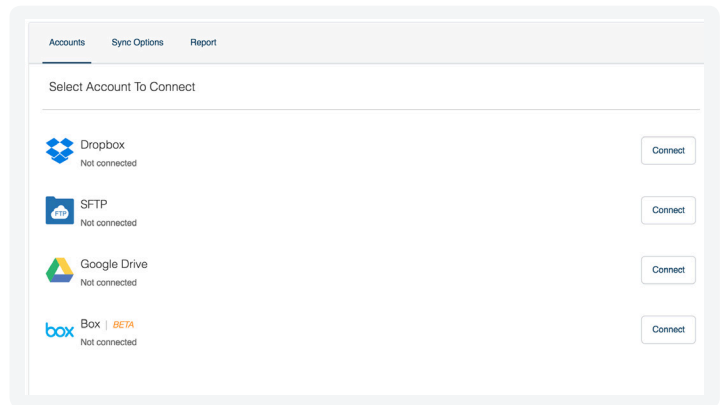 Accounts Sync Options Report
Select Account To Connect
Dropbox
Not connected
Connect
FTP
SFTP
Not connected
Connect
Google Drive
Not connected
Connect
box
Box | BETA
Not connected
Connect